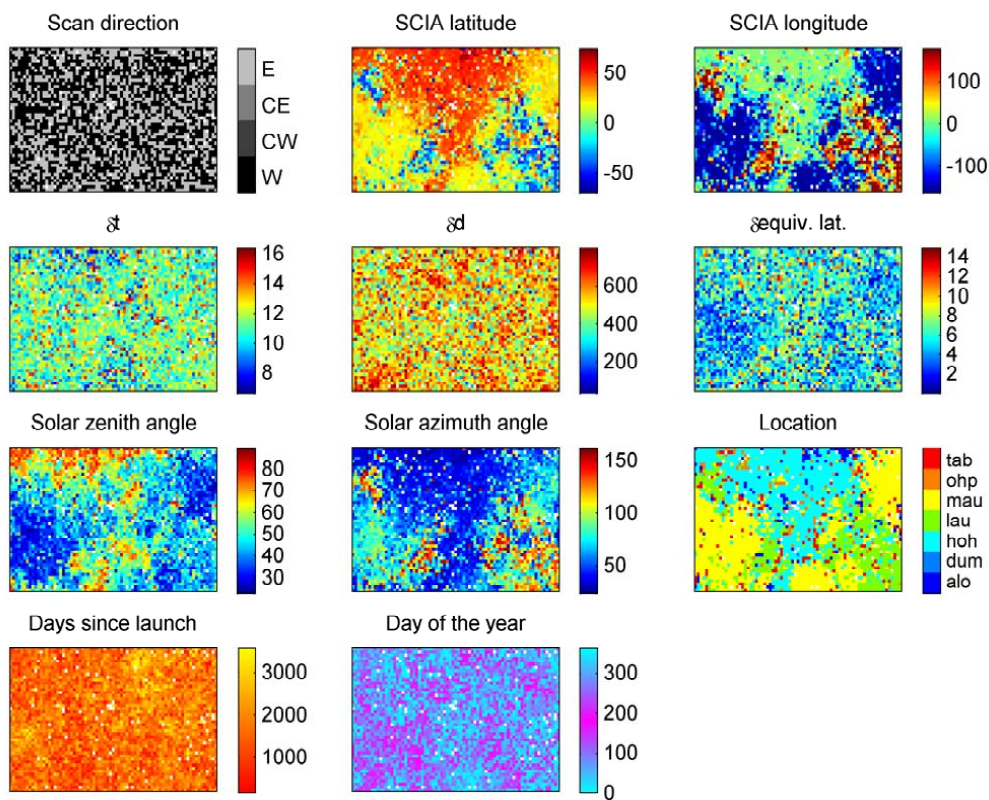 Scan direction
E
CE
CW
W
SCIA latitude
50
0
-50
SCIA longitude
100
0
-100
δt
16
14
12
10
8
δd
600
400
200
δequiv. lat.
14
12
10
8
6
4
2
Solar zenith angle
80
70
60
50
40
30
Solar azimuth angle
150
100
50
Location
tab
ohp
mau
lau
hoh
dum
alo
Days since launch
3000
2000
1000
Day of the year
300
200
100
0